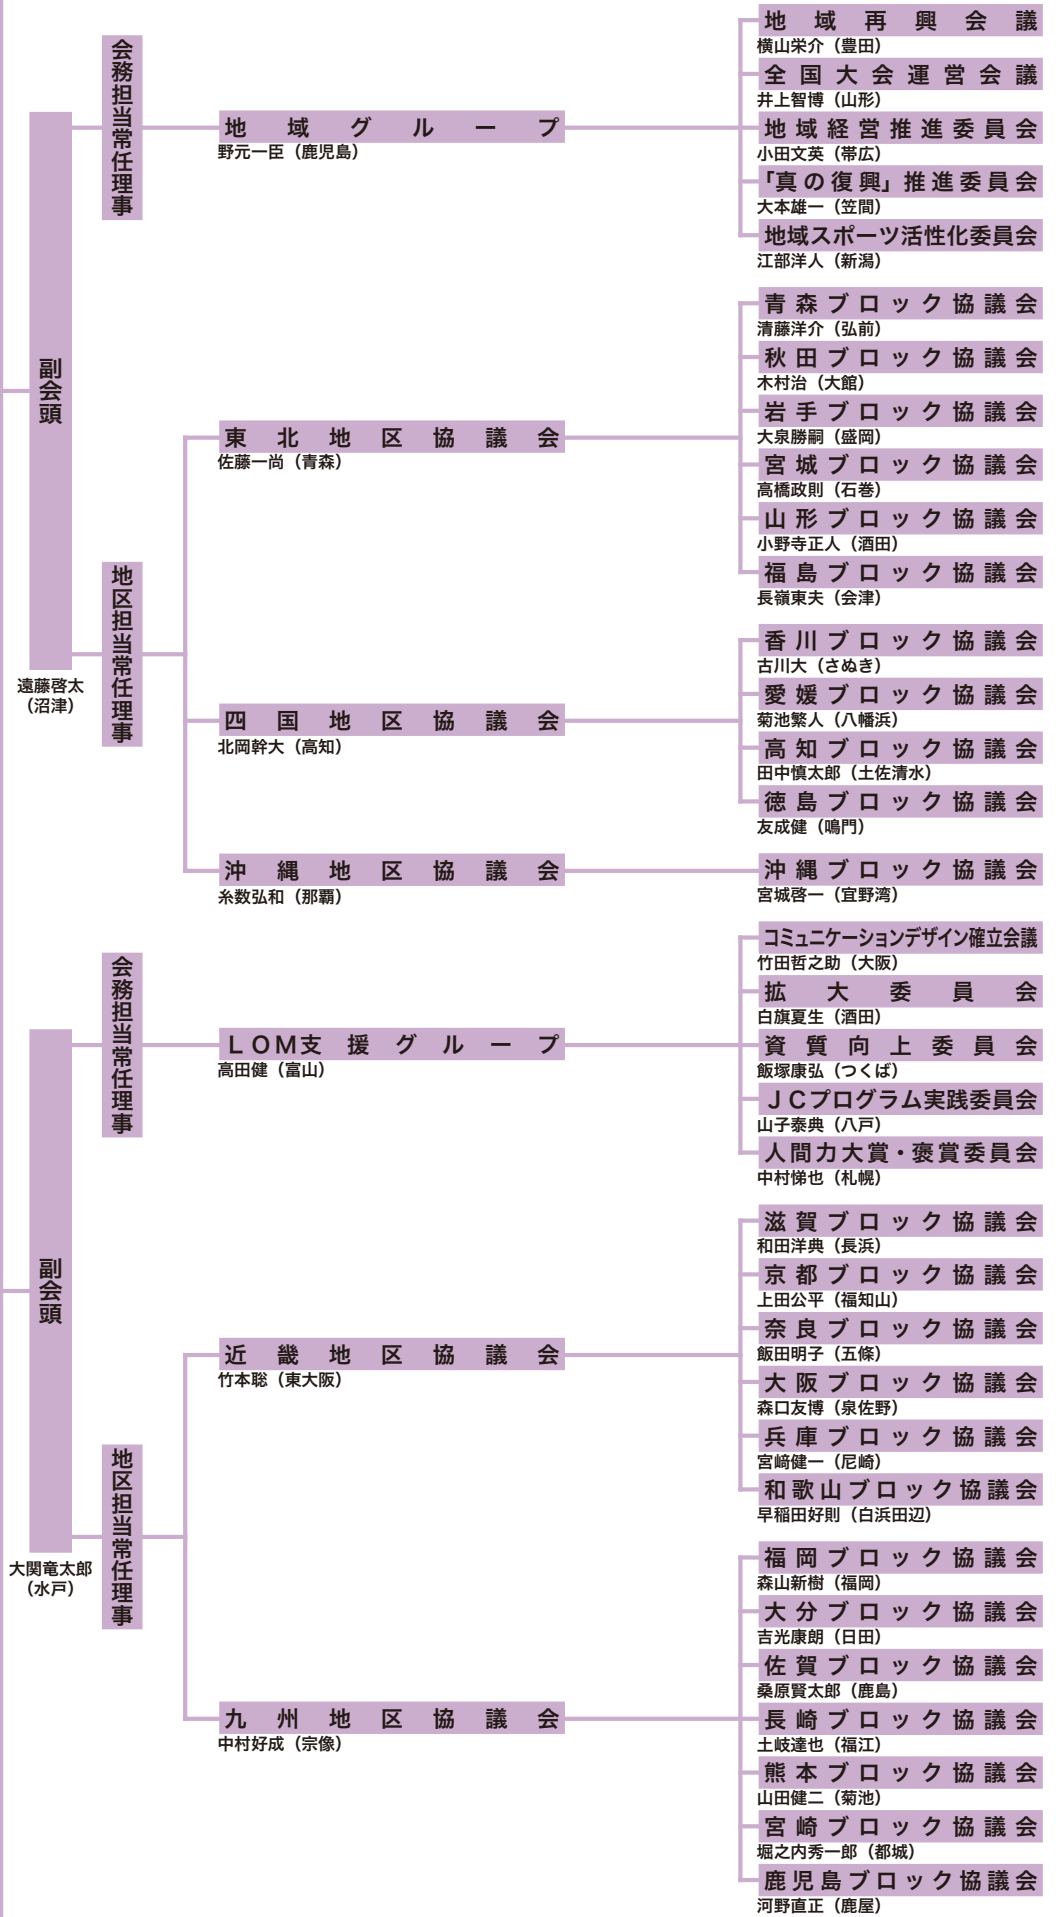 副会頭
遠藤啓太
（沼津）
会務担当常任理事
地域グループ
野元一臣（鹿児島）
地域再興会議
横山栄介（豊田）
全国大会運営会議
井上智博（山形）
地域経営推進委員会
小田文英（帯広）
「真の復興」推進委員会
大本雄一（笠間）
地域スポーツ活性化委員会
江部洋人（新潟）
地区担当常任理事
東北地区協議会
佐藤一尚（青森）
青森ブロック協議会
清藤洋介（弘前）
秋田ブロック協議会
木村治（大館）
岩手ブロック協議会
大泉勝嗣（盛岡）
宮城ブロック協議会
高橋政則（石巻）
山形ブロック協議会
小野寺正人（酒田）
福島ブロック協議会
長嶺東夫（会津）
四国地区協議会
北岡幹大（高知）
香川ブロック協議会
古川大（さぬき）
愛媛ブロック協議会
菊池繁人（八幡浜）
高知ブロック協議会
田中慎太郎（土佐清水）
徳島ブロック協議会
友成健（鳴門）
沖縄地区協議会
糸数弘和（那覇）
沖縄ブロック協議会
宮城啓一（宜野湾）
副会頭
大関竜太郎
（水戸）
会務担当常任理事
ＬＯＭ支援グループ
高田健（富山）
コミュニケーションデザイン確立会議
竹田哲之助（大阪）
拡大委員会
白旗夏生（酒田）
資質向上委員会
飯塚康弘（つくば）
ＪＣプログラム実践委員会
山子泰典（八戸）
人間力大賞・褒賞委員会
中村悌也（札幌）
地区担当常任理事
近畿地区協議会
竹本聡（東大阪）
滋賀ブロック協議会
和田洋典（長浜）
京都ブロック協議会
上田公平（福知山）
奈良ブロック協議会
飯田明子（五條）
大阪ブロック協議会
森口友博（泉佐野）
兵庫ブロック協議会
宮﨑健一（尼崎）
和歌山ブロック協議会
早稲田好則（白浜田辺）
九州地区協議会
中村好成（宗像）
福岡ブロック協議会
森山新樹（福岡）
大分ブロック協議会
吉光康朗（日田）
佐賀ブロック協議会
桑原賢太郎（鹿島）
長崎ブロック協議会
土岐達也（福江）
熊本ブロック協議会
山田健二（菊池）
宮崎ブロック協議会
堀之内秀一郎（都城）
鹿児島ブロック協議会
河野直正（鹿屋）